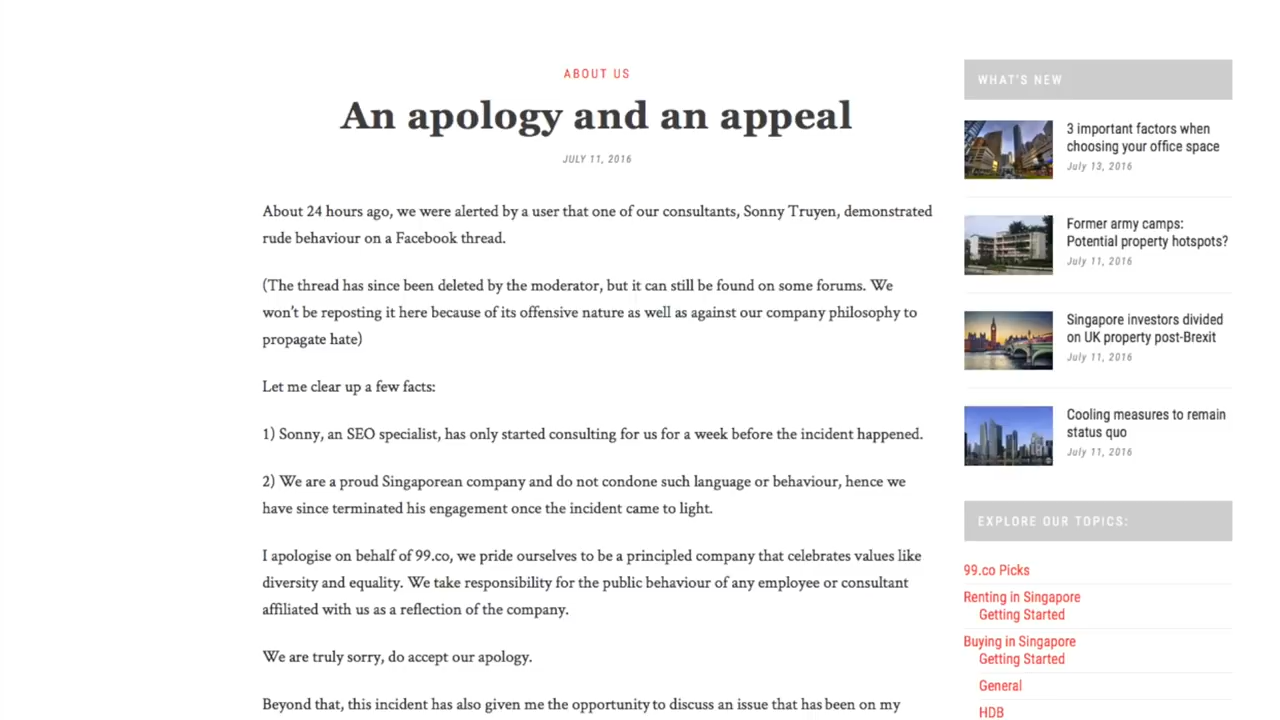 ABOUT US
An apology and an appeal
JULY 11, 2016
About 24 hours ago, we were alerted by a user that one of our consultants, Sonny Truyen, demonstrated
rude behaviour on a Facebook thread.
(The thread has since been deleted by the moderator, but it can still be found on some forums. We
won't be reposting it here because of its offensive nature as well as against our company philosophy to
propagate hate)
Let me clear up a few facts:
1) Sonny, an SEO specialist, has only started consulting for us for a week before the incident happened.
2) We are a proud Singaporean company and do not condone such language or behaviour, hence we
have since terminated his engagement once the incident came to light.
I apologise on behalf of 99.co, we pride ourselves to be a principled company that celebrates values like
diversity and equality. We take responsibility for the public behaviour of any employee or consultant
affiliated with us as a reflection of the company.
We are truly sorry, do accept our apology.
Beyond that, this incident has also given me the opportunity to discuss an issue that has been on my
WHAT'S NEW
3 important factors when
choosing your office space
July 13, 2016
Former army camps:
Potential property hotspots?
July 11, 2016
Singapore investors divided
on UK property post-Brexit
July 11, 2016
Cooling measures to remain
status quo
July 11, 2016
EXPLORE OUR TOPICS:
99.co Picks
Renting in Singapore
Getting Started
Buying in Singapore
Getting Started
General
HDB